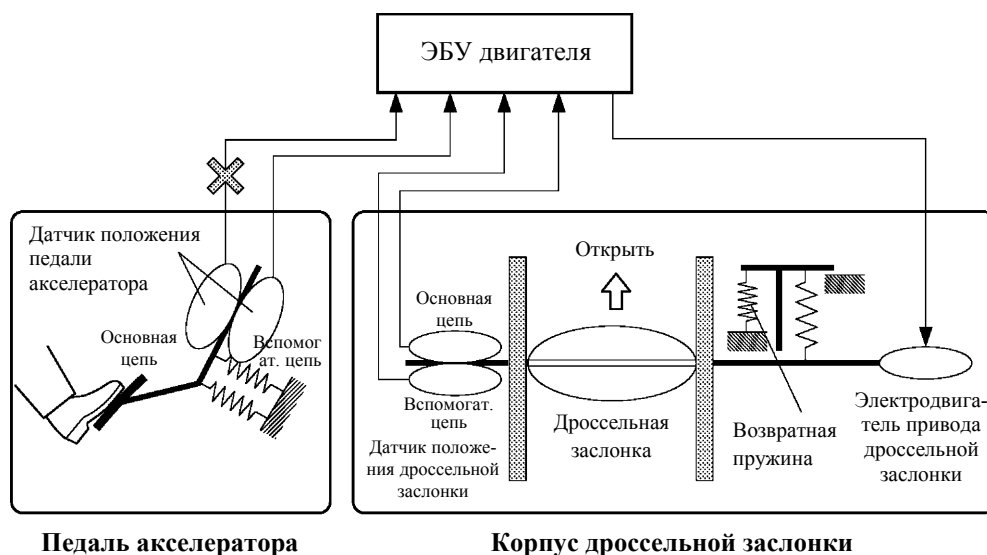 ЭБУ двигателя
Датчик положения
педали
акселератора
Основная
цепь
Вспомог
ат. цепь
Педаль акселератора
Открыть
Основная
цепь
Вспомогат.
цепь
Датчик положе-
ния дроссельной
заслонки
Дроссельная
заслонка
Возвратная
пружина
Электродвига-
тель привода
дроссельной
заслонки
Корпус дроссельной заслонки